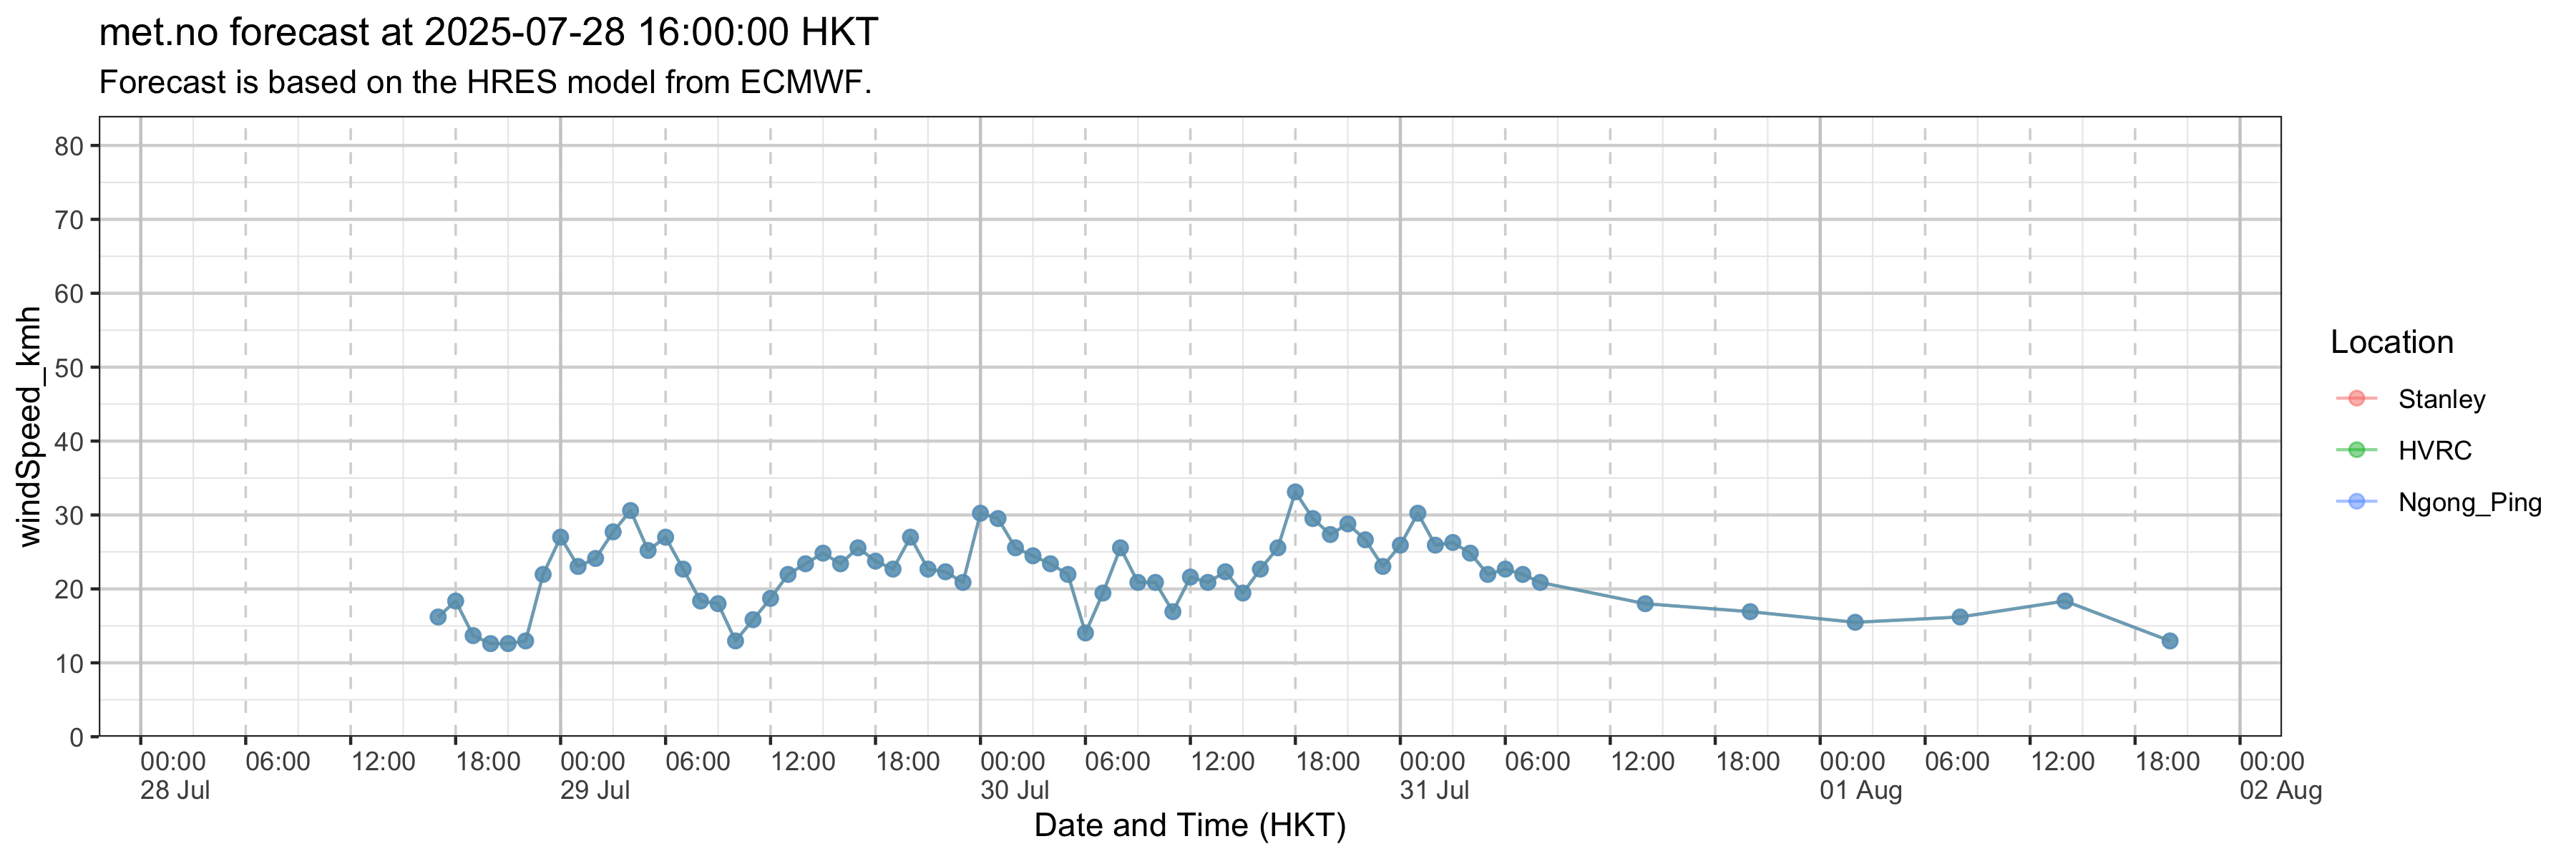 met.no forecast at 2025-07-28 16:00:00 HKT
Forecast is based on the HRES model from ECMWF.
windSpeed_kmh
80
70
60
50
40
30
20
10
0
00:00 06:00 12:00 18:00 00:00 06:00 12:00 18:00 00:00 06:00 12:00 18:00 00:00 06:00 12:00 18:00 00:00 06:00 12:00 18:00 00:00
28 Jul 29 Jul 30 Jul 31 Jul 01 Aug 02 Aug
Date and Time (HKT)
Location
Stanley
HVRC
Ngong_Ping